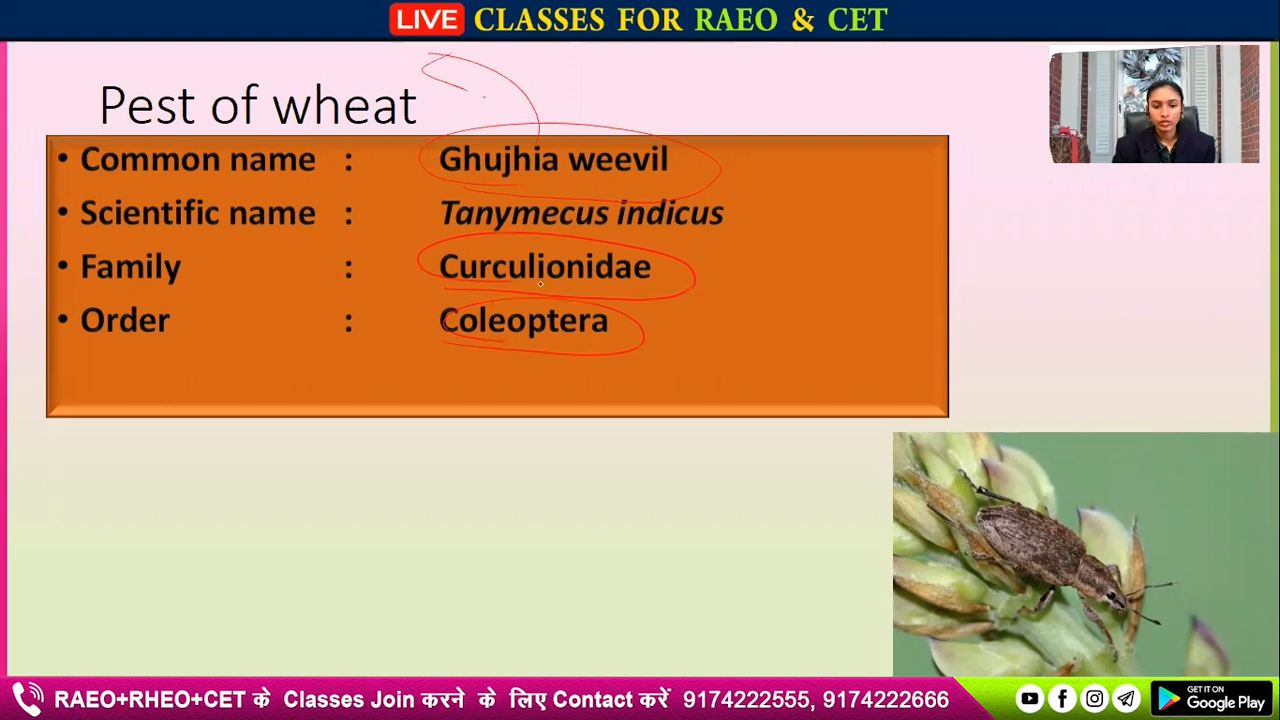 LIVE CLASSES FOR RAEO & CET
Pest of wheat
• Common name : Ghujhia weevil
• Scientific name : Tanymecus indicus
• Family : Curculionidae
• Order : Coleoptera
RAEO+RHEO+CET के Classes Join करने के लिए Contact करें 9174222555, 9174222666
GET IT ON
Google Play